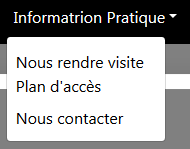 Informatrion Pratique
Nous rendre visite
Plan d'accès
Nous contacter